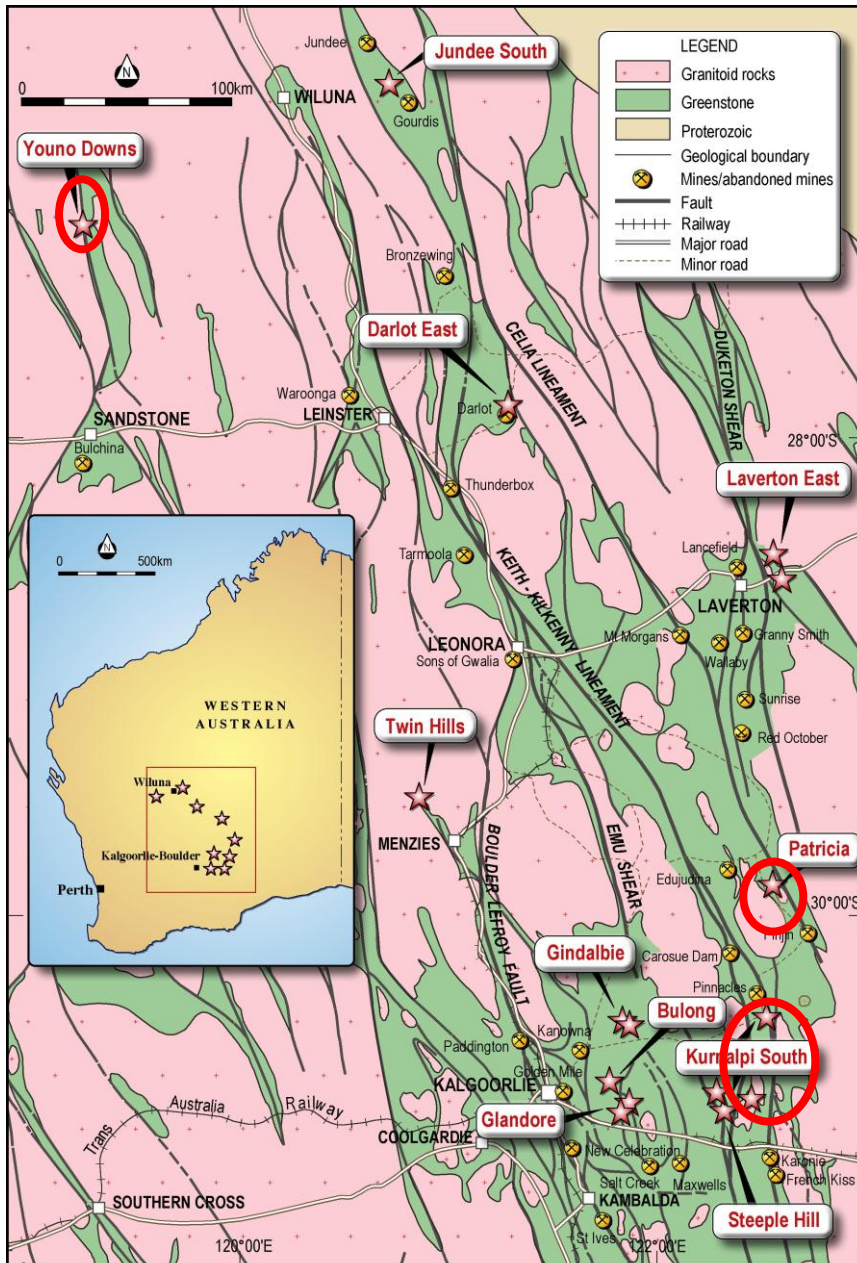 Jundee
Jundee South
N
0
100km
WILUNA
Gourdis
LEGEND
Granitoid rocks
Greenstone
Proterozoic
Geological boundary
Mines/abandoned mines
Fault
Railway
Major road
Minor road
Youno Downs
Bronzewing
Darlot East
CELIA LINEAMENT
DUKETON SHEAR
Waroonga
LEINSTER
Darlot
SANDSTONE
Bulchina
28°00'S
Thunderbox
Laverton East
Tarmoola
Lancefield
KEITH - KILKENNY LINEAMENT
LAVERTON
LEONORA
Sons of Gwalia
Mt Morgans
Granny Smith
Wallaby
Sunrise
Red October
N
0
500km
WESTERN
AUSTRALIA
Wiluna
Kalgoorlie-Boulder
Perth
Twin Hills
MENZIES
BOULDER LEFROY FAULT
EMU SHEAR
Edjudina
Patricia
30°00'S
Pinjin
Carosue Dam
Pinnacles
Gindalbie
Bulong
Paddington
Kanowna
Kurnalpi South
Golden Mile
KALGOORLIE
Glandore
Trans Australia Railway
COOLGARDIE
New Celebration
Salt Creek
Maxwells
Karonie
French Kiss
SOUTHERN CROSS
KAMBALDA
Steeple Hill
St Ives
120°00'E
122°00'E